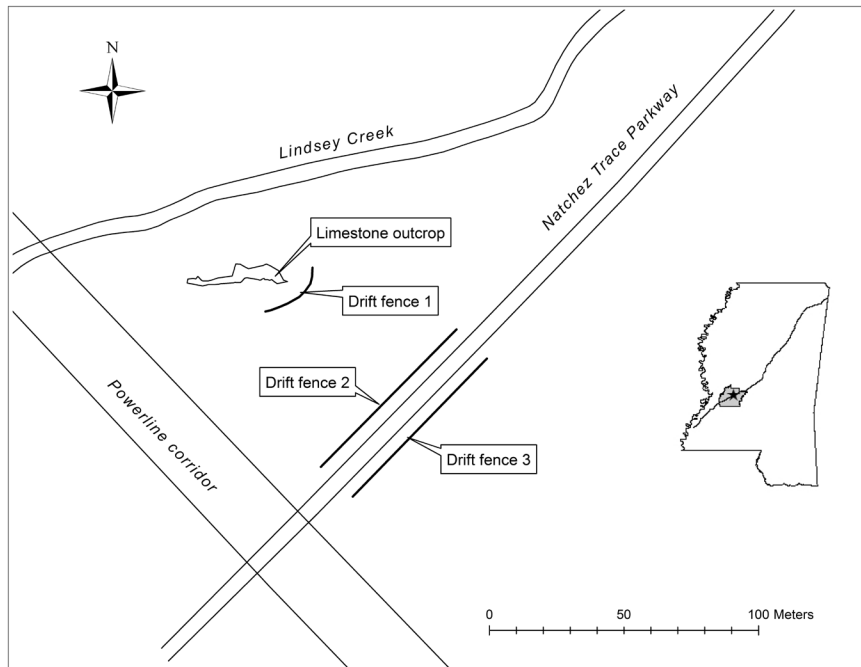 N
Lindsey Creek
Natchez Trace Parkway
Limestone outcrop
Drift fence 1
Drift fence 2
Drift fence 3
Powerline corridor
0 50 100 Meters